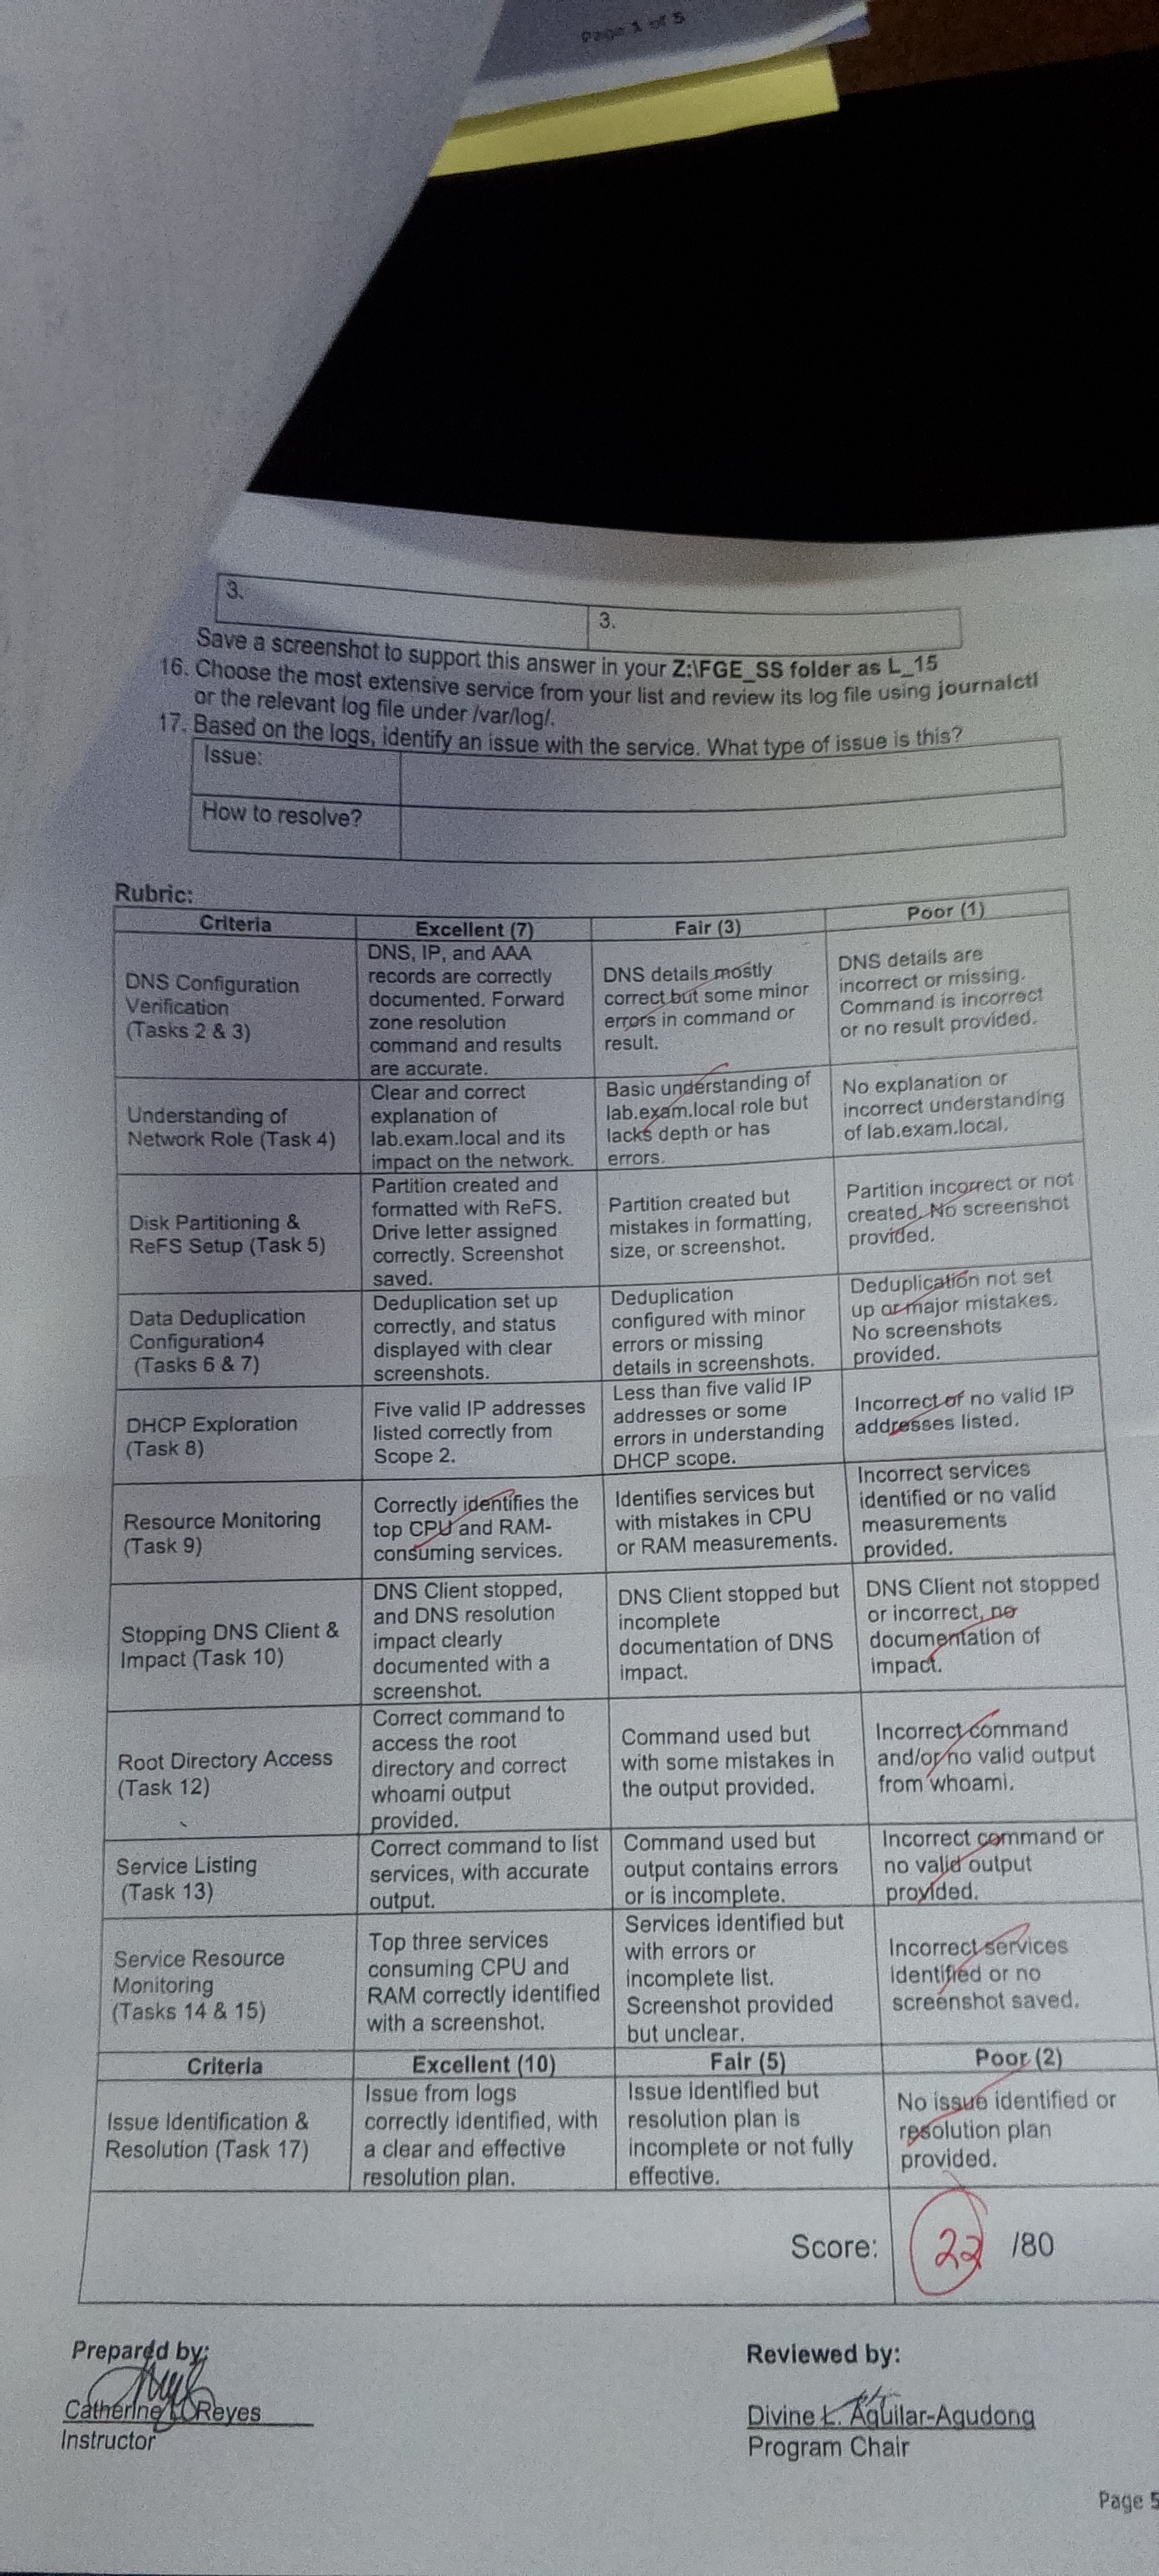 Page 1 of 5
3.
3.
Save a screenshot to support this answer in your Z:\FGE_SS folder as L_15
16. Choose the most extensive service from your list and review its log file using journalctl
or the relevant log file under /var/log/.
17. Based on the logs, identify an issue with the service. What type of issue is this?
Issue:
How to resolve?
Rubric:
Criteria
Excellent (7)
Fair (3)
Poor (1)
DNS Configuration
Verification
(Tasks 2 & 3)
DNS, IP, and AAA
records are correctly
documented. Forward
zone resolution
command and results
are accurate.
DNS details mostly
correct but some minor
errors in command or
result.
DNS details are
incorrect or missing.
Command is incorrect
or no result provided.
Understanding of
Network Role (Task 4)
Clear and correct
explanation of
lab.exam.local and its
impact on the network.
Basic understanding of
lab.exam.local role but
lacks depth or has
errors.
No explanation or
incorrect understanding
of lab.exam.local.
Disk Partitioning &
ReFS Setup (Task 5)
Partition created and
formatted with ReFS.
Drive letter assigned
correctly. Screenshot
saved.
Partition created but
mistakes in formatting,
size, or screenshot.
Partition incorrect or not
created. No screenshot
provided.
Data Deduplication
Configuration4
(Tasks 6 & 7)
Deduplication set up
correctly, and status
displayed with clear
screenshots.
Deduplication
configured with minor
errors or missing
details in screenshots.
Deduplication not set
up or major mistakes.
No screenshots
provided.
DHCP Exploration
(Task 8)
Five valid IP addresses
listed correctly from
Scope 2.
Less than five valid IP
addresses or some
errors in understanding
DHCP scope.
Incorrect of no valid IP
addresses listed.
Resource Monitoring
(Task 9)
Correctly identifies the
top CPU and RAM-
consuming services.
Identifies services but
with mistakes in CPU
or RAM measurements.
Incorrect services
identified or no valid
measurements
provided.
Stopping DNS Client &
Impact (Task 10)
DNS Client stopped,
and DNS resolution
impact clearly
documented with a
screenshot.
DNS Client stopped but
incomplete
documentation of DNS
impact.
DNS Client not stopped
or incorrect, no
documentation of
impact.
Root Directory Access
(Task 12)
Correct command to
access the root
directory and correct
whoami output
provided.
Command used but
with some mistakes in
the output provided.
Incorrect command
and/or no valid output
from whoami.
Service Listing
(Task 13)
Correct command to list
services, with accurate
output.
Command used but
output contains errors
or is incomplete.
Incorrect command or
no valid output
provided.
Service Resource
Monitoring
(Tasks 14 & 15)
Top three services
consuming CPU and
RAM correctly identified
with a screenshot.
Services identified but
with errors or
incomplete list.
Screenshot provided
but unclear.
Incorrect services
identified or no
screenshot saved.
Criteria
Excellent (10)
Fair (5)
Poor (2)
Issue Identification &
Resolution (Task 17)
Issue from logs
correctly identified, with
a clear and effective
resolution plan.
Issue identified but
resolution plan is
incomplete or not fully
effective.
No issue identified or
resolution plan
provided.
Score:
22 /80
Prepared by:
Reviewed by:
Catherine Reyes
Instructor
Divine L. Aguilar-Agudong
Program Chair
Page 5